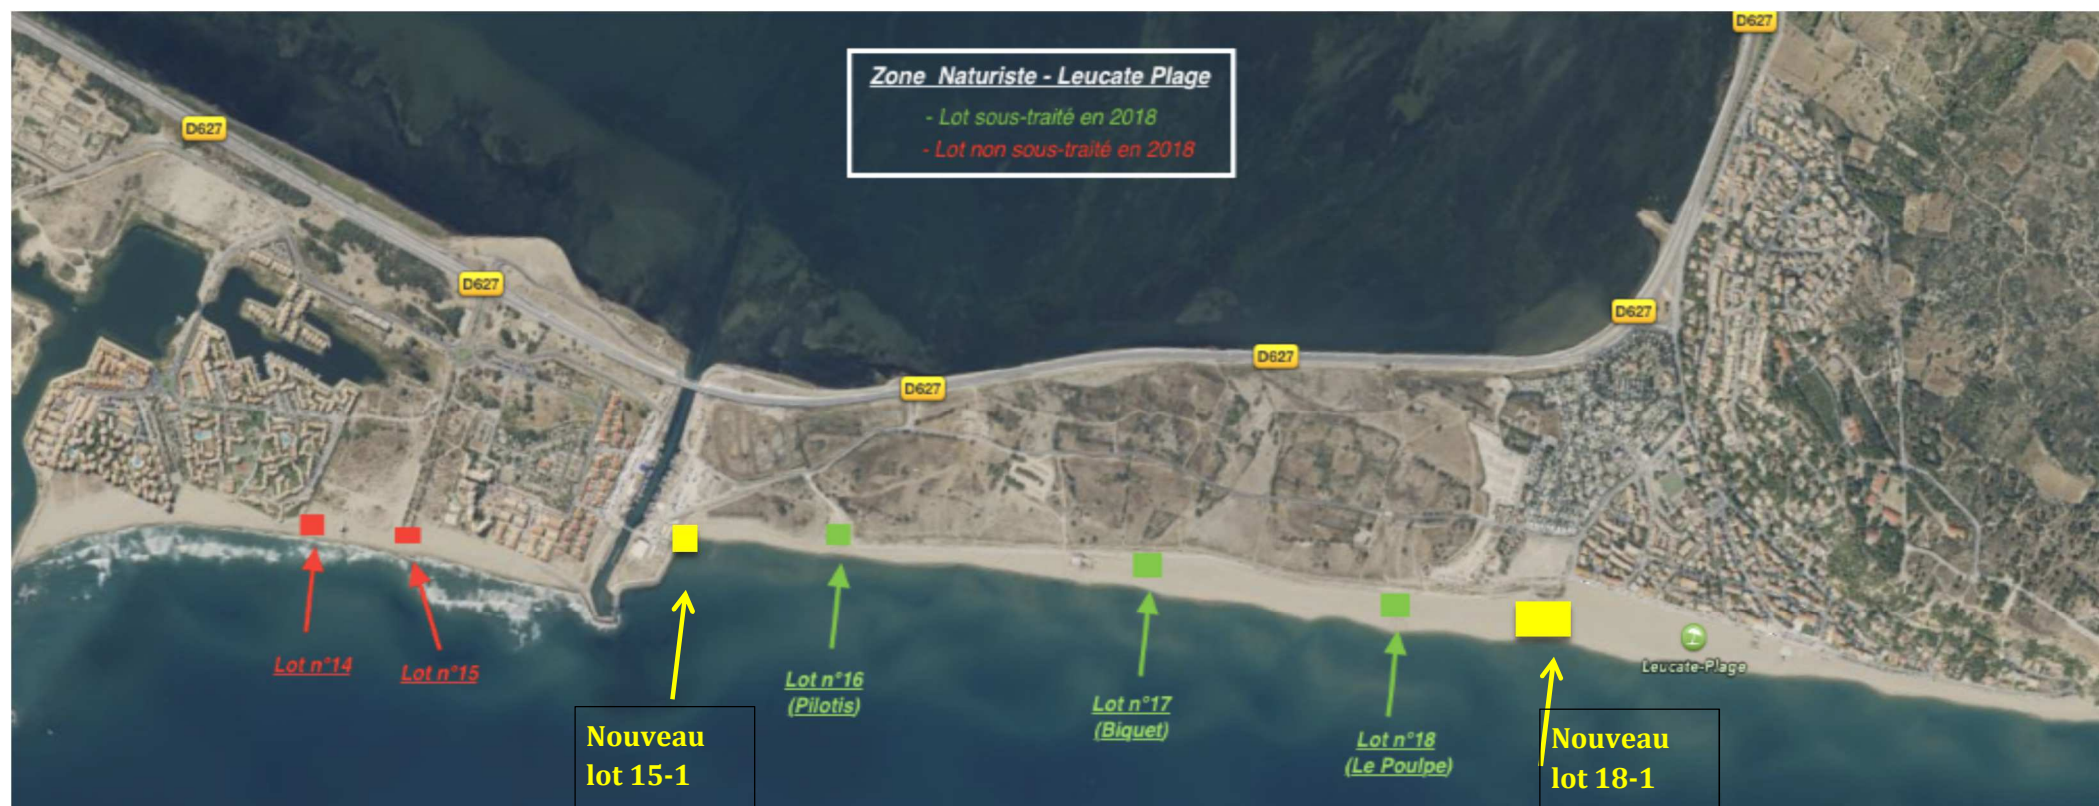 D627
Zone Naturiste - Leucate Plage
- Lot sous-traité en 2018
- Lot non sous-traité en 2018
D627
D627
D627
D627
D627
Lot n°14
Lot n°15
Nouveau
lot 15-1
Lot n°16
(Pilotis)
Lot n°17
(Biquet)
Lot n°18
(Le Poulpe)
Nouveau
lot 18-1
Leucate-Plage